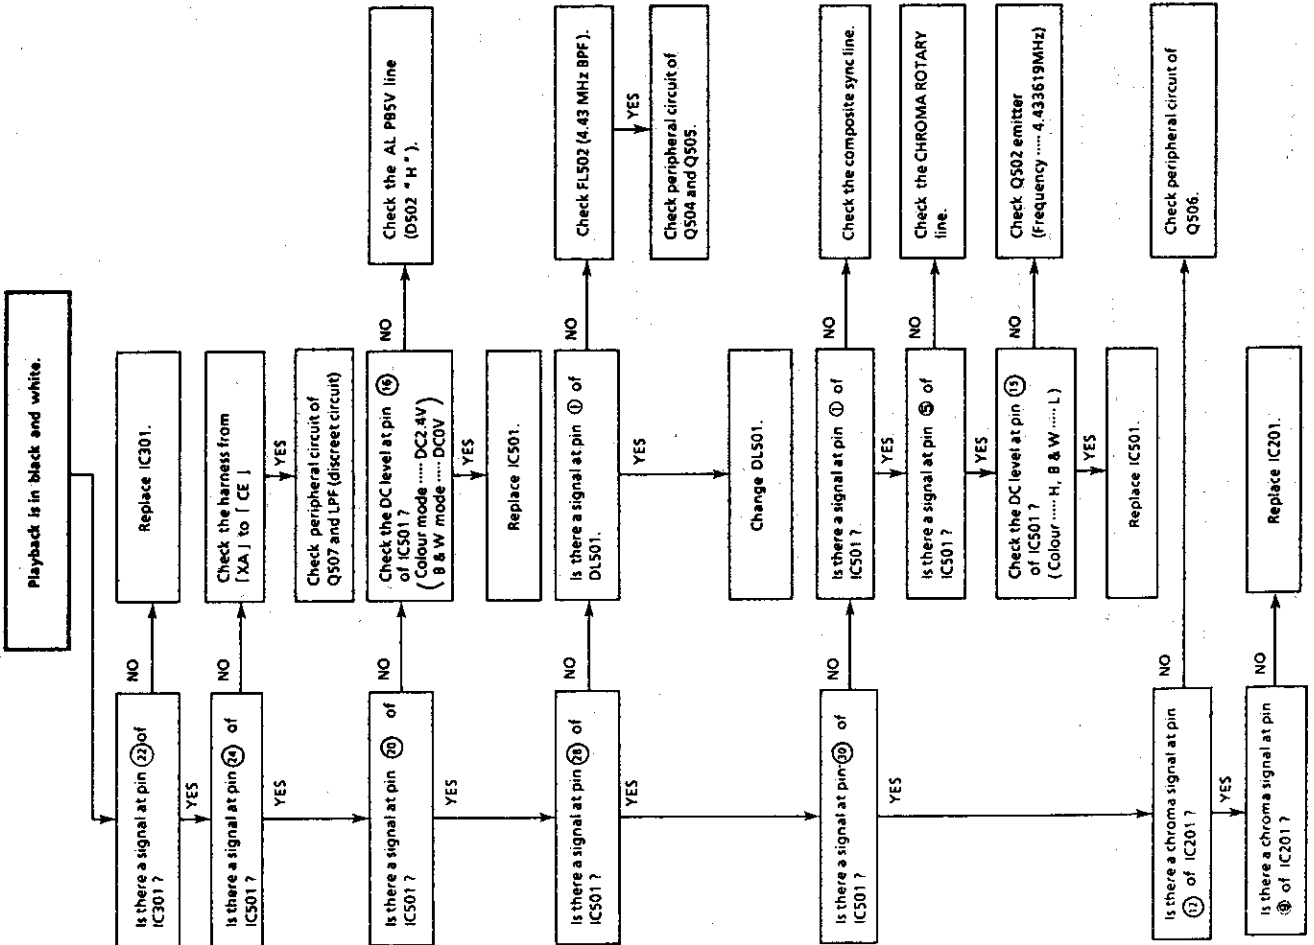 Playback is in black and white.
Is there a signal at pin ㉒ of
IC301 ?
NO
Replace IC301.
YES
Is there a signal at pin ㉔ of
IC501 ?
NO
Check the harness from
「XA」 to 「 CE 」
YES
Check peripheral circuit of
Q507 and LPF (discreet circuit)
YES
Is there a signal at pin ⑳ of
IC501 ?
NO
Check the DC level at pin ⑯
of IC501 ?
( Colour mode ····· DC2.4V )
( B & W mode ····· DC0V )
NO
Check the AL PB5V line
(D502 " H " ).
YES
Replace IC501.
YES
Is there a signal at pin ㉘ of
IC501 ?
NO
Is there a signal at pin ① of
DL501.
NO
Check FL502 (4.43 MHz BPF).
YES
Check peripheral circuit of
Q504 and Q505.
YES
Change DL501.
YES
Is there a signal at pin ㉚ of
IC501 ?
NO
Is there a signal at pin ① of
IC501 ?
NO
Check the composite sync line.
YES
Is there a signal at pin ⑤ of
IC501 ?
NO
Check the CHROMA ROTARY
line.
YES
Check the DC level at pin ⑮
of IC501 ?
(Colour ····· H, B & W ····· L)
NO
Check Q502 emitter
(Frequency ····· 4.433619MHz)
YES
Replace IC501.
YES
Is there a chroma signal at pin
⑫ of IC201 ?
NO
Check peripheral circuit of
Q506.
YES
Is there a chroma signal at pin
of IC201 ?
NO
Replace IC201.